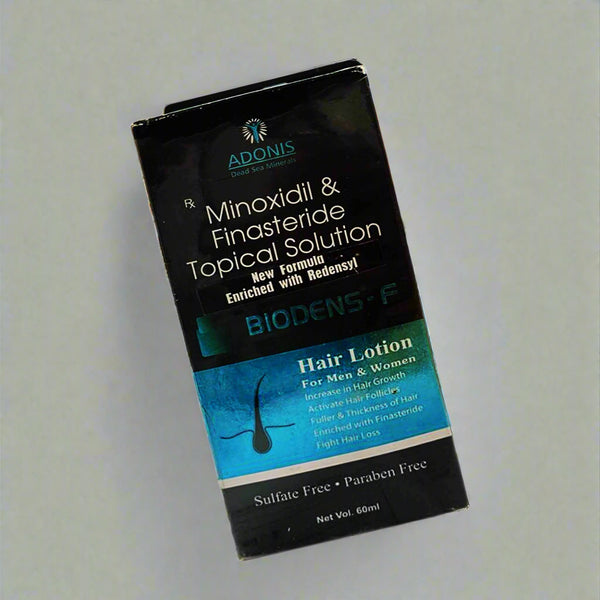 ADONIS
Dead Sea Minerals
Rx
Minoxidil &
Finasteride
Topical Solution
New Formula
Enriched with Redensyl
BIODENS-F
Hair Lotion
For Men & Women
Increase in Hair Growth
Activate Hair Follicles
Fuller & Thickness of Hair
Enriched with Finasteride
Fight Hair Loss
Sulfate Free • Paraben Free
Net Vol. 60ml